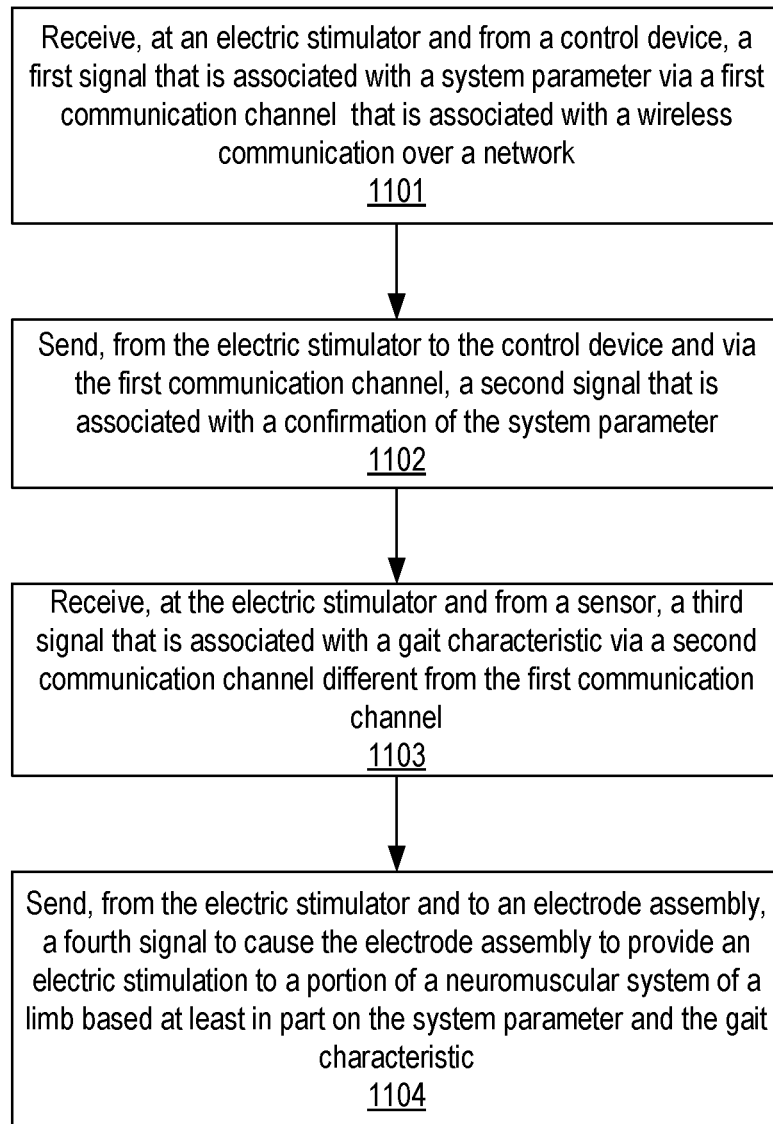 Receive, at an electric stimulator and from a control device, a
first signal that is associated with a system parameter via a first
communication channel that is associated with a wireless
communication over a network
1101
Send, from the electric stimulator to the control device and via
the first communication channel, a second signal that is
associated with a confirmation of the system parameter
1102
Receive, at the electric stimulator and from a sensor, a third
signal that is associated with a gait characteristic via a second
communication channel different from the first communication
channel
1103
Send, from the electric stimulator and to an electrode assembly,
a fourth signal to cause the electrode assembly to provide an
electric stimulation to a portion of a neuromuscular system of a
limb based at least in part on the system parameter and the gait
characteristic
1104